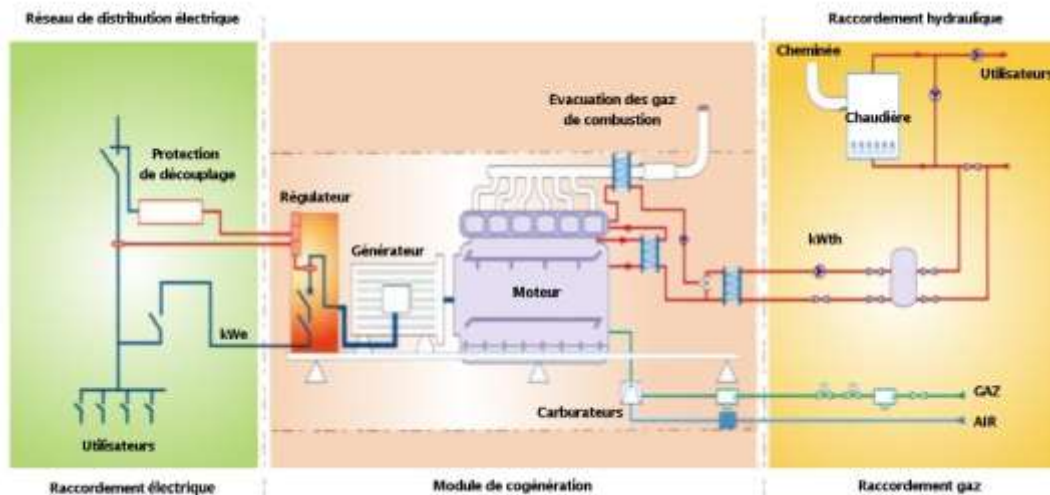 Réseau de distribution électrique
Raccordement hydraulique
Cheminée
Utilisateurs
Chaudière
Evacuation des gaz
de combustion
Protection
de découplage
Régulateur
Générateur
Moteur
kWth
kWe
GAZ
Carburateurs
AIR
Utilisateurs
Raccordement électrique
Module de cogénération
Raccordement gaz